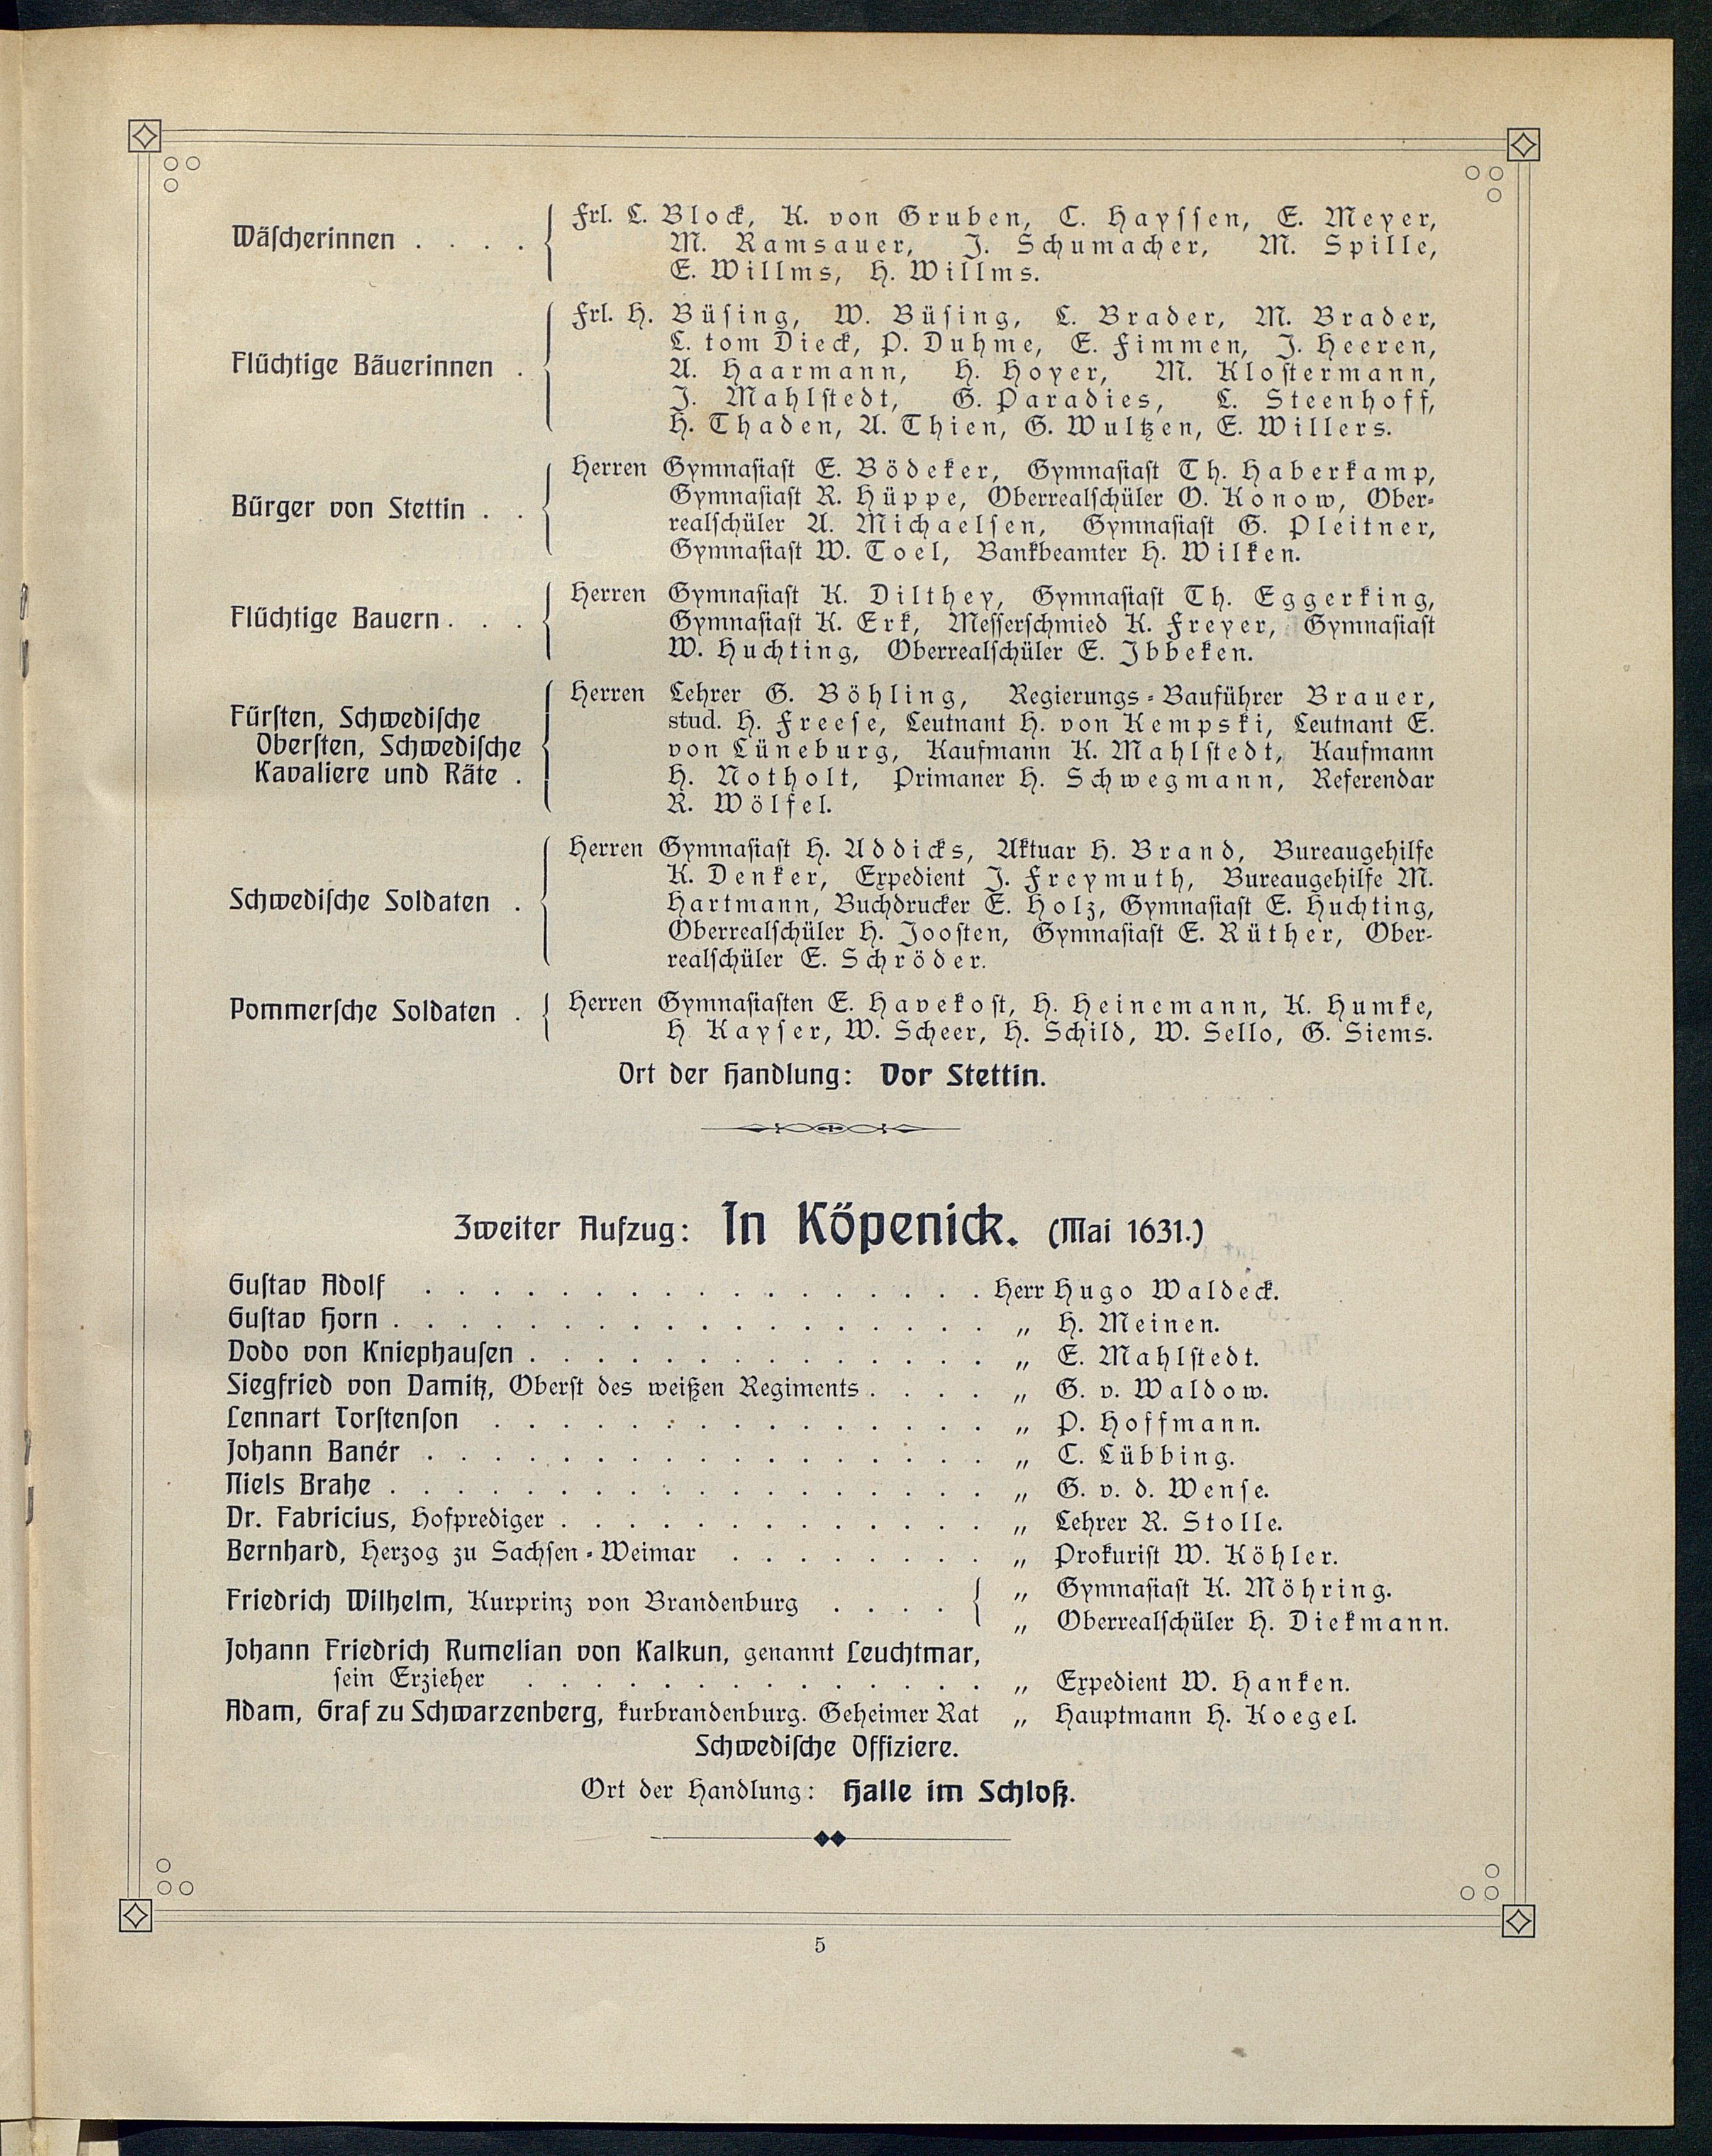 Wäſcherinnen . . . . Frl. L. Block, K. von Gruben, C. Hayſſen, E. Meyer,
M. Ramsauer, J. Schumacher, M. Spille,
E. Willms, H. Willms.
Flüchtige Bäuerinnen . Frl. H. Büſing, W. Büſing, L. Brader, M. Brader,
L. tom Dieck, P. Duhme, E. Fimmen, J. Heeren,
A. Haarmann, H. Hoyer, M. Kloſtermann,
J. Mahlſtedt, G. Paradies, L. Steenhoff,
H. Thaden, A. Thien, G. Wultzen, E. Willers.
Bürger von Stettin . . Herren Gymnaſiaſt E. Bödeker, Gymnaſiaſt Th. Haberkamp,
Gymnaſiaſt R. Hüppe, Oberrealſchüler O. Konow, Ober-
realſchüler A. Michaelſen, Gymnaſiaſt G. Pleitner,
Gymnaſiaſt W. Toel, Bankbeamter H. Wilken.
Flüchtige Bauern . . . Herren Gymnaſiaſt K. Dilthey, Gymnaſiaſt Th. Eggerking,
Gymnaſiaſt K. Erk, Meſſerſchmied K. Freyer, Gymnaſiaſt
W. Huchting, Oberrealſchüler E. Ibbeken.
Fürſten, Schwediſche
Oberſten, Schwediſche
Kavaliere und Räte . Herren Lehrer G. Böhling, Regierungs-Bauführer Brauer,
stud. H. Freeſe, Leutnant H. von Kempski, Leutnant E.
von Lüneburg, Kaufmann K. Mahlſtedt, Kaufmann
H. Notholt, Primaner H. Schwegmann, Referendar
R. Wölfel.
Schwediſche Soldaten . Herren Gymnaſiaſt H. Addicks, Aktuar H. Brand, Bureaugehilfe
K. Denker, Expedient J. Freymuth, Bureaugehilfe M.
Hartmann, Buchdrucker E. Holz, Gymnaſiaſt E. Huchting,
Oberrealſchüler H. Jooſten, Gymnaſiaſt E. Rüther, Ober-
realſchüler E. Schröder.
Pommerſche Soldaten . Herren Gymnaſiaſten E. Havekoſt, H. Heinemann, K. Humke,
H Kayſer, W. Scheer, H. Schild, W. Sello, G. Siems.
Ort der Handlung: Vor Stettin.
Zweiter Aufzug: In Köpenick. (Mai 1631.)
Guſtav Adolf . . . . . . . . . . . . . . . . . Herr Hugo Waldeck.
Guſtav Horn . . . . . . . . . . . . . . . . . . „ H. Meinen.
Dodo von Kniephauſen . . . . . . . . . . . . . . „ E. Mahlſtedt.
Siegfried von Damitz, Oberſt des weißen Regiments . . . . „ G. v. Waldow.
Lennart Torſtenſon . . . . . . . . . . . . . . . „ P. Hoffmann.
Johann Banér . . . . . . . . . . . . . . . . . „ C. Lübbing.
Niels Brahe . . . . . . . . . . . . . . . . . . „ G. v. d. Wenſe.
Dr. Fabricius, Hofprediger . . . . . . . . . . . . . „ Lehrer R. Stolle.
Bernhard, Herzog zu Sachſen-Weimar . . . . . . . . „ Prokuriſt W. Köhler.
Friedrich Wilhelm, Kurprinz von Brandenburg . . . . „ Gymnaſiaſt K. Möhring.
„ Oberrealſchüler H. Diekmann.
Johann Friedrich Rumelian von Kalkun, genannt Leuchtmar,
ſein Erzieher . . . . . . . . . . . . . . „ Expedient W. Hanken.
Adam, Graf zu Schwarzenberg, kurbrandenburg. Geheimer Rat „ Hauptmann H. Koegel.
Schwediſche Offiziere.
Ort der Handlung: Halle im Schloß.
5